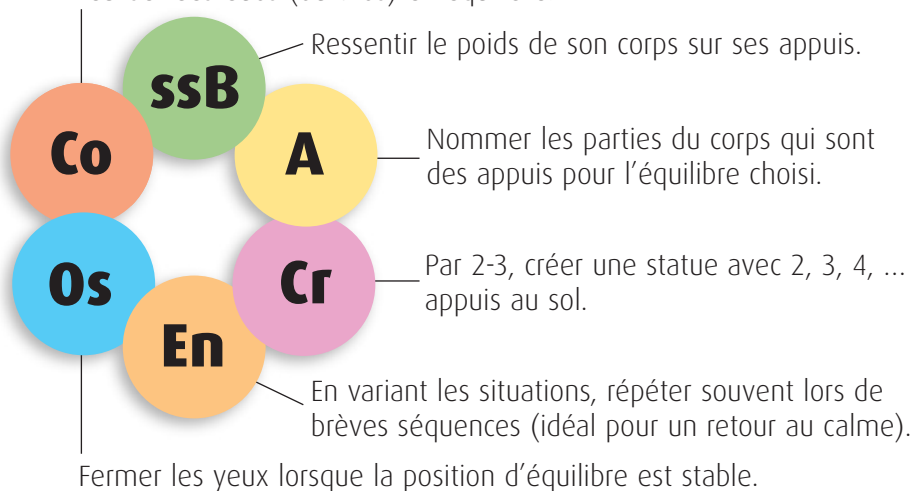 Ressentir le poids de son corps sur ses appuis.
ssB
Co
A
Nommer les parties du corps qui sont
des appuis pour l’équilibre choisi.
Os
Cr
Par 2-3, créer une statue avec 2, 3, 4, ...
appuis au sol.
En
En variant les situations, répéter souvent lors de
brèves séquences (idéal pour un retour au calme).
Fermer les yeux lorsque la position d’équilibre est stable.